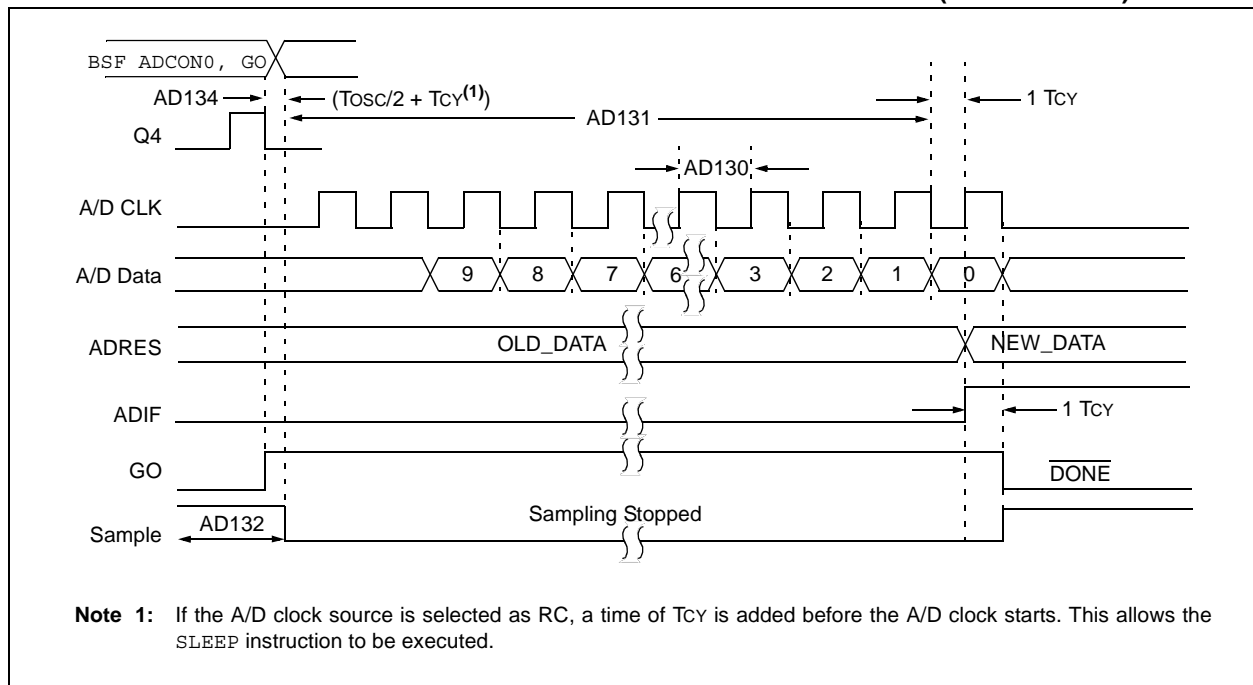 BSF ADCON0, GO
AD134 (TOSC/2 + TCY(1)) 1 TCY
AD131
Q4
AD130
A/D CLK
A/D Data 9 8 7 6 3 2 1 0
ADRES OLD_DATA NEW_DATA
ADIF 1 TCY
GO DONE
Sample AD132 Sampling Stopped
Note 1: If the A/D clock source is selected as RC, a time of TCY is added before the A/D clock starts. This allows the
SLEEP instruction to be executed.